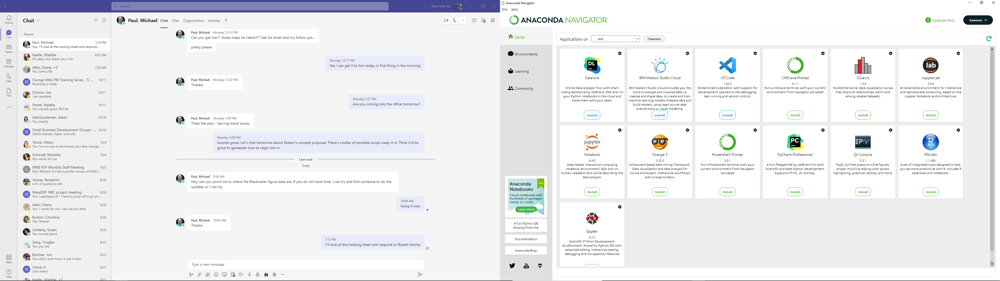 Search
Tetra Tech, Inc
Activity
Chat
Teams
Calendar
Calls
Files
Apps
Help
Chat
Recent
Paul, Michael 1:13 PM
You: I"ll look at the tracking sheet and respond...
Keefer, Maddie 8:52 AM
Oh okay cool, thank you I will
Allen, Diane, +2 7:28 AM
You: Sent a file
Owings Mills PM Training Series - 5: ... 10/11
Recording is ready
Orozco, Joe 10/11
I am available
NP
Postel, Natalie 10/11
You: sounds good. Will do
SalkGundersen, Kateri 10/10
You: exactly
Small Business Development Groups -... 10/10
SalkGundersen, Kateri: and edit
Yonce, Hillary 10/4
You: I'm not sure to be honest, plus they change ...
Schmidt, Michelle 10/4
You: works for me
WNE RTP Monthly Staff Meeting 10/3
Paul, Michael: It's like a gentler version of NARC...
Jessup, Benjamin 9/28
Lot's of questions still.
MassDEP NBC project meeting 9/28
You: I apologize all - I have to jump off to go pic...
Allen, Diane 9/28
You: 1 works for me. I can call you then
Buxton, Christina 9/26
You: Thanks!
Lanberg, Susan 9/26
You: sounds good
YZ
Zeng, Yingfan 9/23
You: you too
Butcher, Jon 9/23
You: didn't even know it was in tere
Check in 9/21
User added
Keefer, Maddie, +2 9/21
Paul, Michael Chat Files Organization Activity
Paul, Michael Monday 12:13 PM
Can you get Joe F. those maps he needs?!? See his email and my follow ups...
pretty please
Monday 12:17 PM
Yea I can get it to him today or first thing in the morning
Paul, Michael Monday 12:22 PM
Thanks!
Monday 1:57 PM
Are you coming into the office tomorrow?
Paul, Michael Monday 1:59 PM
Thats the plan - barring travel issues
Monday 2:00 PM
Sounds good. Let's chat tomorrow about Robert's concept proposal. There's oodles of possible scope creep in it. Think it'd be
good to gameplan how to reign him in
Last read
Today
Paul, Michael 9:56 AM
Hey, can you point me to where the Blackwater figure data are. If you do not have time, I can try and find someone to do the
updates or I can try.
10:00 AM
fixing it now
Paul, Michael 10:00 AM
Thanks
1:13 PM
I"ll look at the tracking sheet and respond to Robert shortly
Type a new message
Anaconda Navigator
File Help
ANACONDA.NAVIGATOR
Upgrade Now
Connect
Home
Environments
Learning
Community
Anaconda
Notebooks
New!
Cloud notebooks with
hundreds of packages
ready to code.
Learn More
A full Python IDE
directly from the
Documentation
Anaconda Blog
You
Tube
Applications on test Channels
DL
Datalore
Online Data Analysis Tool with smart
coding assistance by JetBrains. Edit and run
your Python notebooks in the cloud and
share them with your team.
Launch
IBM Watson Studio Cloud
IBM Watson Studio Cloud provides you the
tools to analyze and visualize data, to
cleanse and shape data, to create and train
machine learning models. Prepare data and
build models, using open source data
science tools or visual modeling.
Launch
VS Code
1.63.2
Streamlined code editor with support for
development operations like debugging,
task running and version control.
Launch
CMD.exe Prompt
0.1.1
Run a cmd.exe terminal with your current
environment from Navigator activated
Install
Glueviz
1.0.0
Multidimensional data visualization across
files. Explore relationships within and
among related datasets.
Install
lab
JupyterLab
3.4.4
An extensible environment for interactive
and reproducible computing, based on the
Jupyter Notebook and Architecture.
Install
jupyter
Notebook
6.4.8
Web-based, interactive computing
notebook environment. Edit and run
human-readable docs while describing the
data analysis.
Install
Orange 3
3.32.0
Component based data mining framework.
Data visualization and data analysis for
novice and expert. Interactive workflows
with a large toolbox.
Install
Powershell Prompt
0.0.1
Run a Powershell terminal with your
current environment from Navigator
activated
Install
PC
PyCharm Professional
A full-fledged IDE by JetBrains for both
Scientific and Web Python development.
Supports HTML, JS, and SQL.
Install
IP[y]:
Qt Console
5.3.1
PyQt GUI that supports inline figures,
proper multiline editing with syntax
highlighting, graphical calltips, and more.
Install
R
RStudio
1.1.456
A set of integrated tools designed to help
you be more productive with R. Includes R
essentials and notebooks.
Install
Spyder
5.2.2
Scientific PYthon Development
EnviRonment. Powerful Python IDE with
advanced editing, interactive testing,
debugging and introspection features